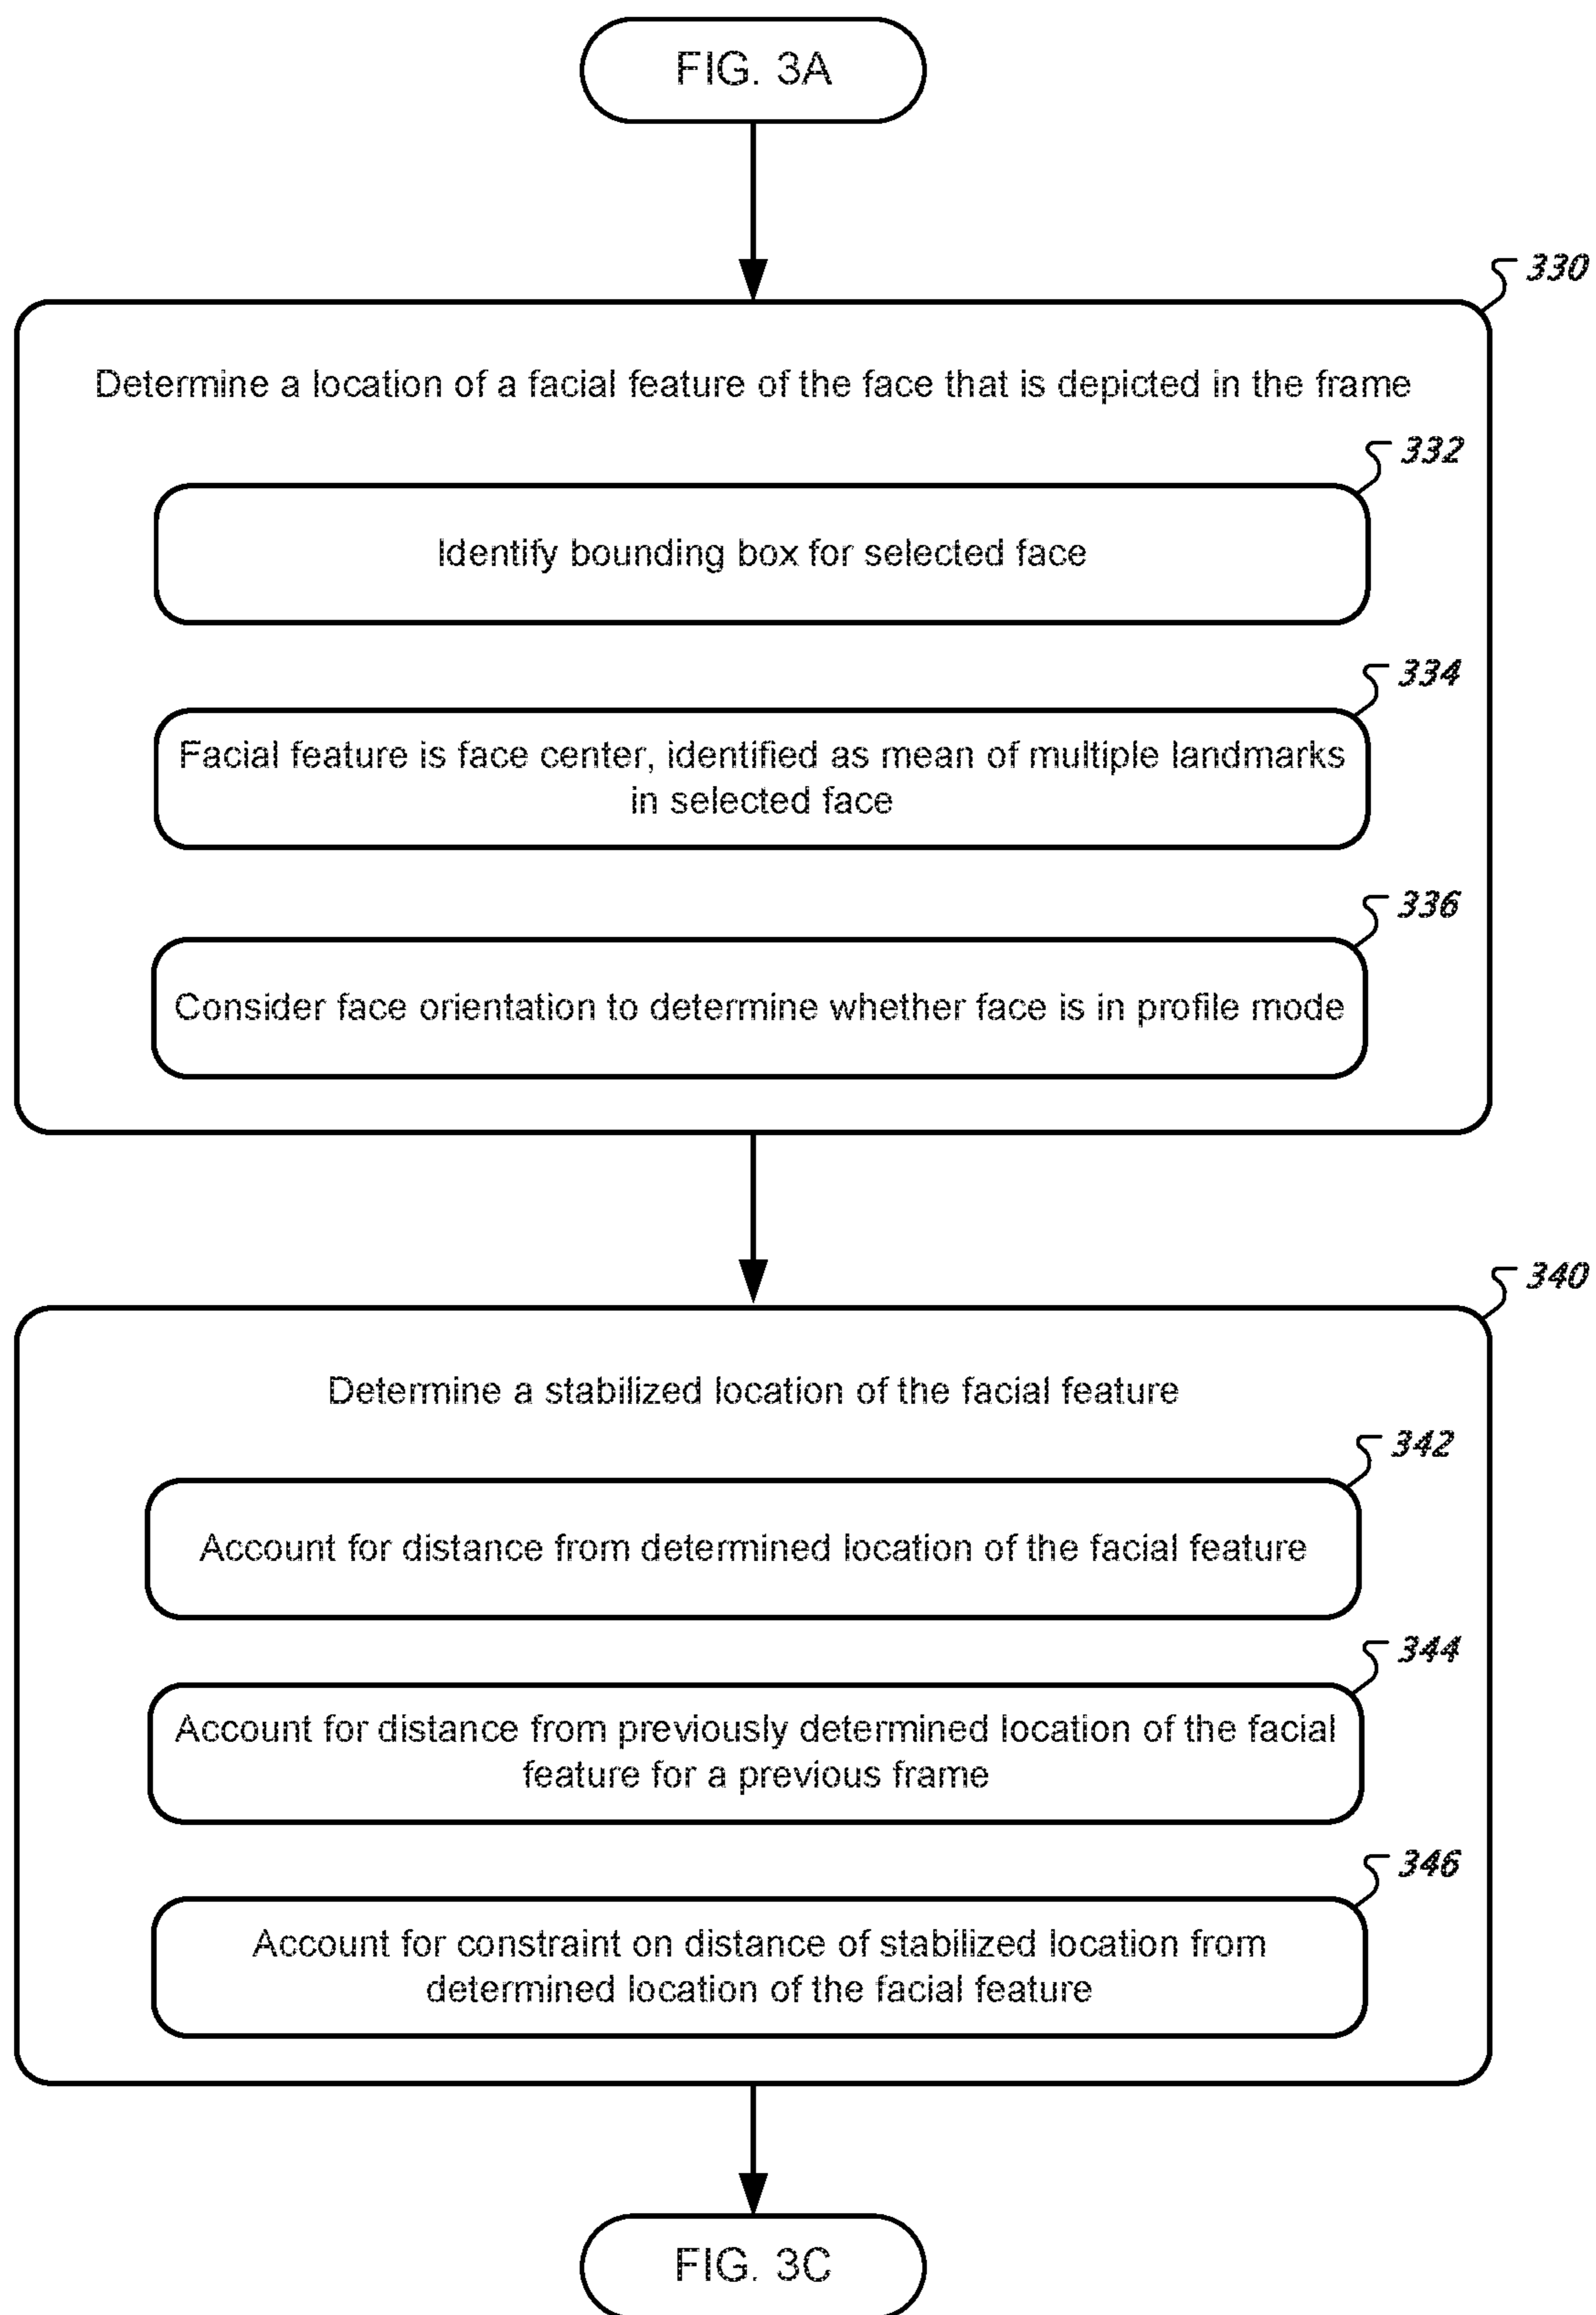 FIG. 3A
330
Determine a location of a facial feature of the face that is depicted in the frame
332
Identify bounding box for selected face
334
Facial feature is face center, identified as mean of multiple landmarks
in selected face
336
Consider face orientation to determine whether face is in profile mode
340
Determine a stabilized location of the facial feature
342
Account for distance from determined location of the facial feature
344
Account for distance from previously determined location of the facial
feature for a previous frame
346
Account for constraint on distance of stabilized location from
determined location of the facial feature
FIG. 3C